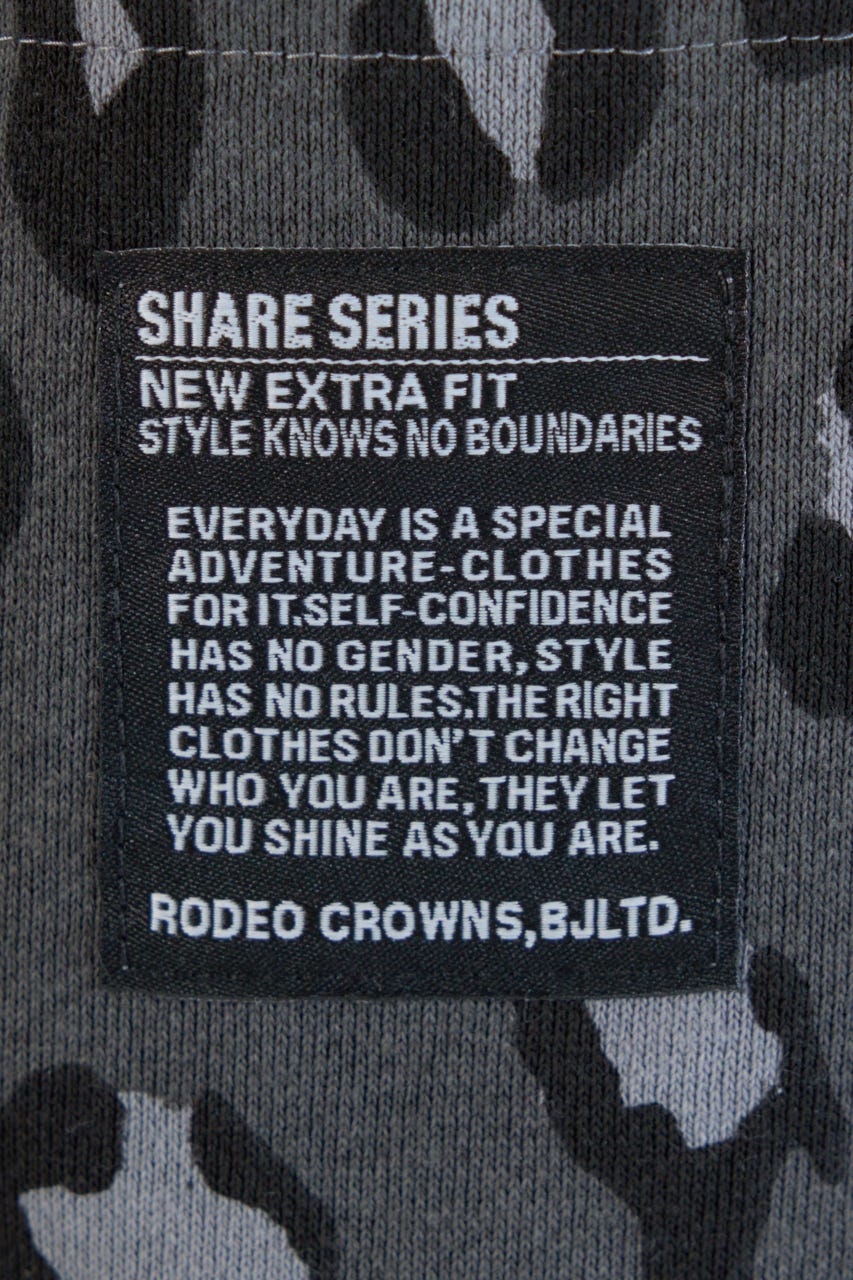 SHARE SERIES
NEW EXTRA FIT
STYLE KNOWS NO BOUNDARIES
EVERYDAY IS A SPECIAL
ADVENTURE-CLOTHES
FOR IT.SELF-CONFIDENCE
HAS NO GENDER, STYLE
HAS NO RULES.THE RIGHT
CLOTHES DON'T CHANGE
WHO YOU ARE, THEY LET
YOU SHINE AS YOU ARE.
RODEO CROWNS,BJLTD.